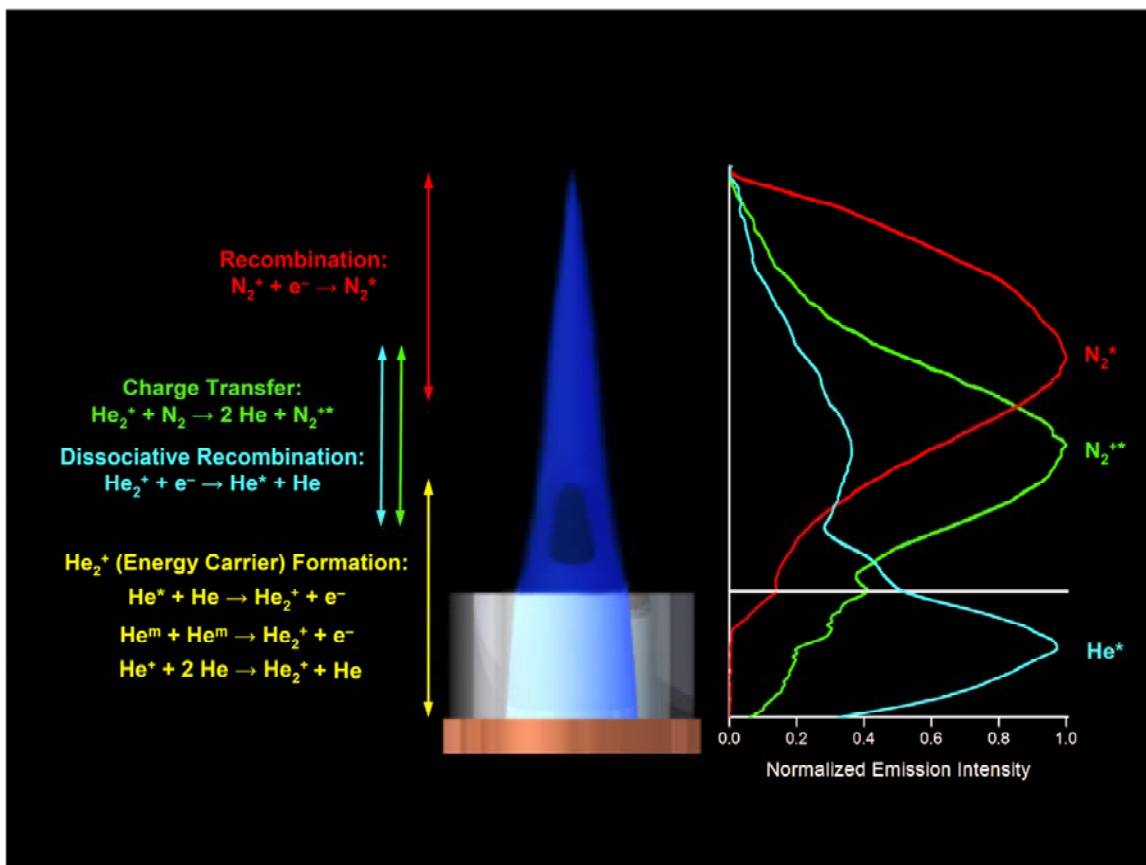 Recombination:
N₂⁺ + e⁻ → N₂*
Charge Transfer:
He₂⁺ + N₂ → 2 He + N₂⁺*
Dissociative Recombination:
He₂⁺ + e⁻ → He* + He
He₂⁺ (Energy Carrier) Formation:
He* + He → He₂⁺ + e⁻
Heᵐ + Heᵐ → He₂⁺ + e⁻
He⁺ + 2 He → He₂⁺ + He
N₂*
N₂⁺*
He*
0.0 0.2 0.4 0.6 0.8 1.0
Normalized Emission Intensity